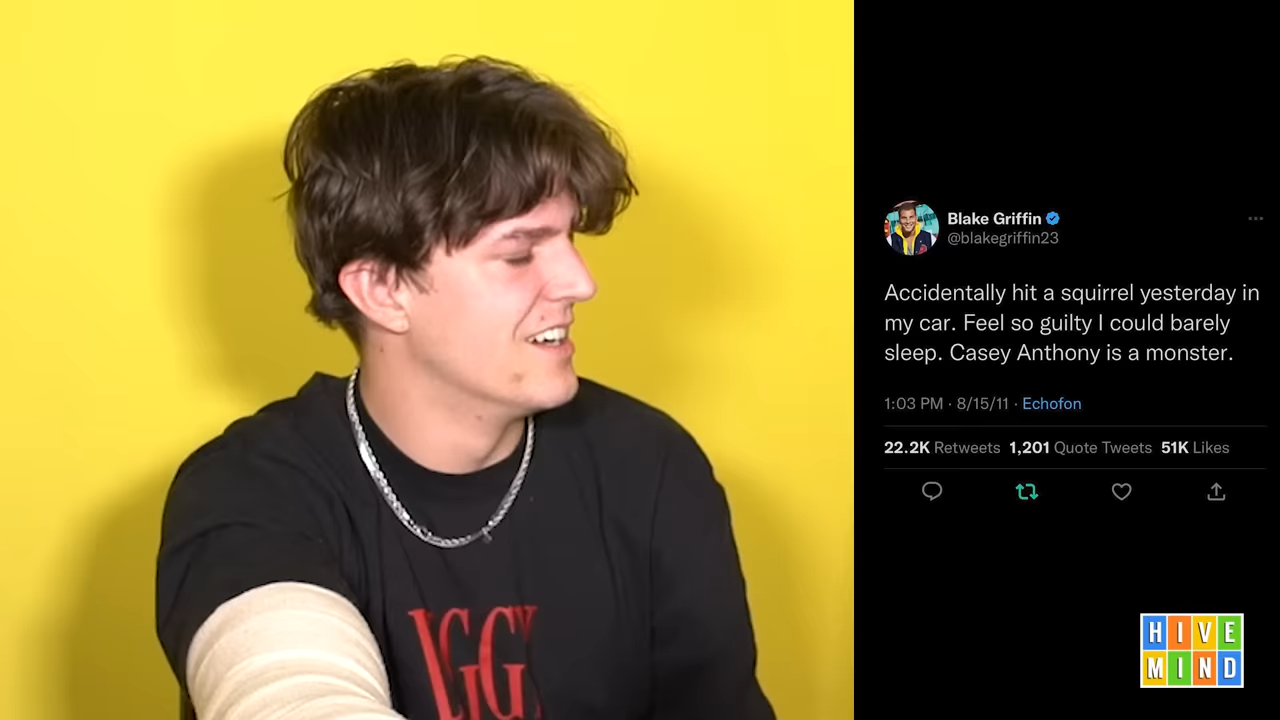 IGGY
Blake Griffin
@blakegriffin23
Accidentally hit a squirrel yesterday in
my car. Feel so guilty I could barely
sleep. Casey Anthony is a monster.
1:03 PM · 8/15/11 · Echofon
22.2K Retweets 1,201 Quote Tweets 51K Likes
HIVE
MIND